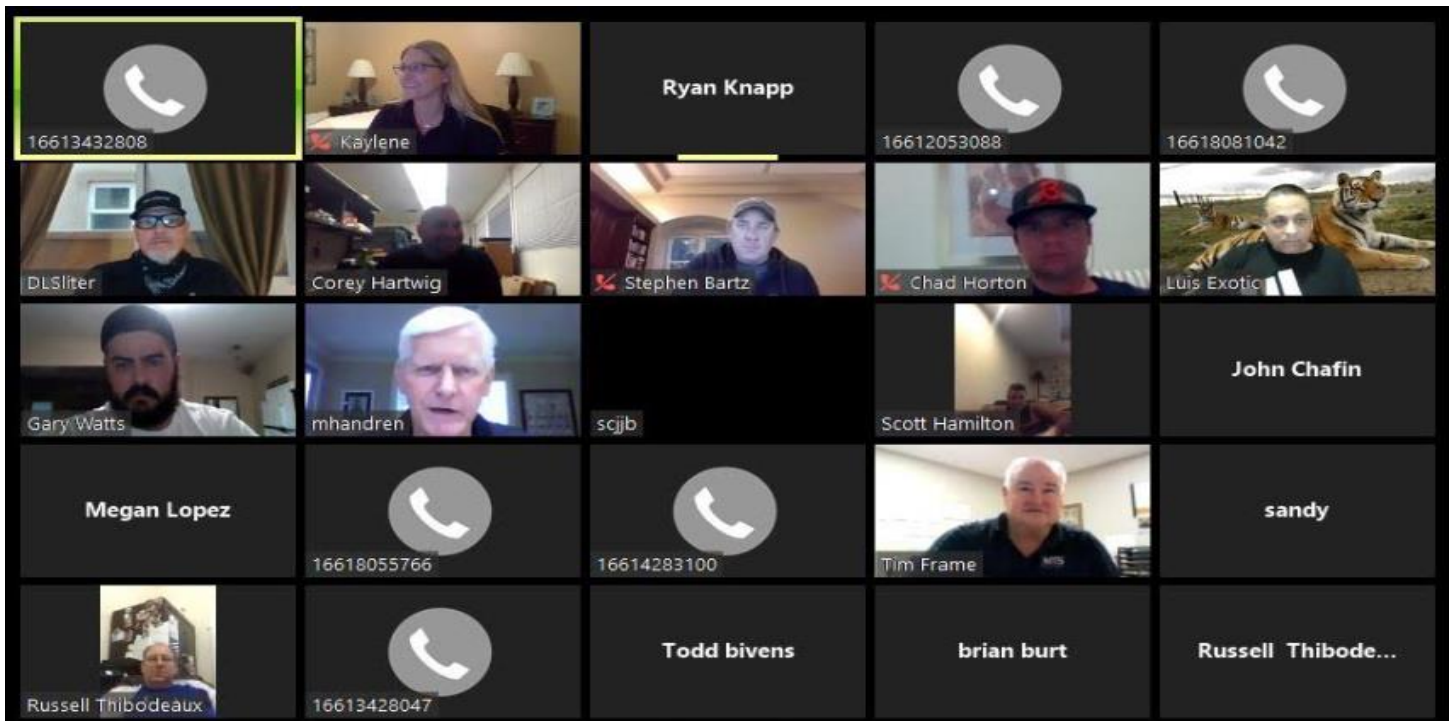 16613432808
Kaylene
Ryan Knapp
16612053088
16618081042
DLSliter
Corey Hartwig
Stephen Bartz
Chad Horton
Luis Exotic
Gary Watts
mhandren
scjjb
Scott Hamilton
John Chafin
Megan Lopez
16618055766
16614283100
Tim Frame
sandy
Russell Thibodeaux
16613428047
Todd bivens
brian burt
Russell Thibode...